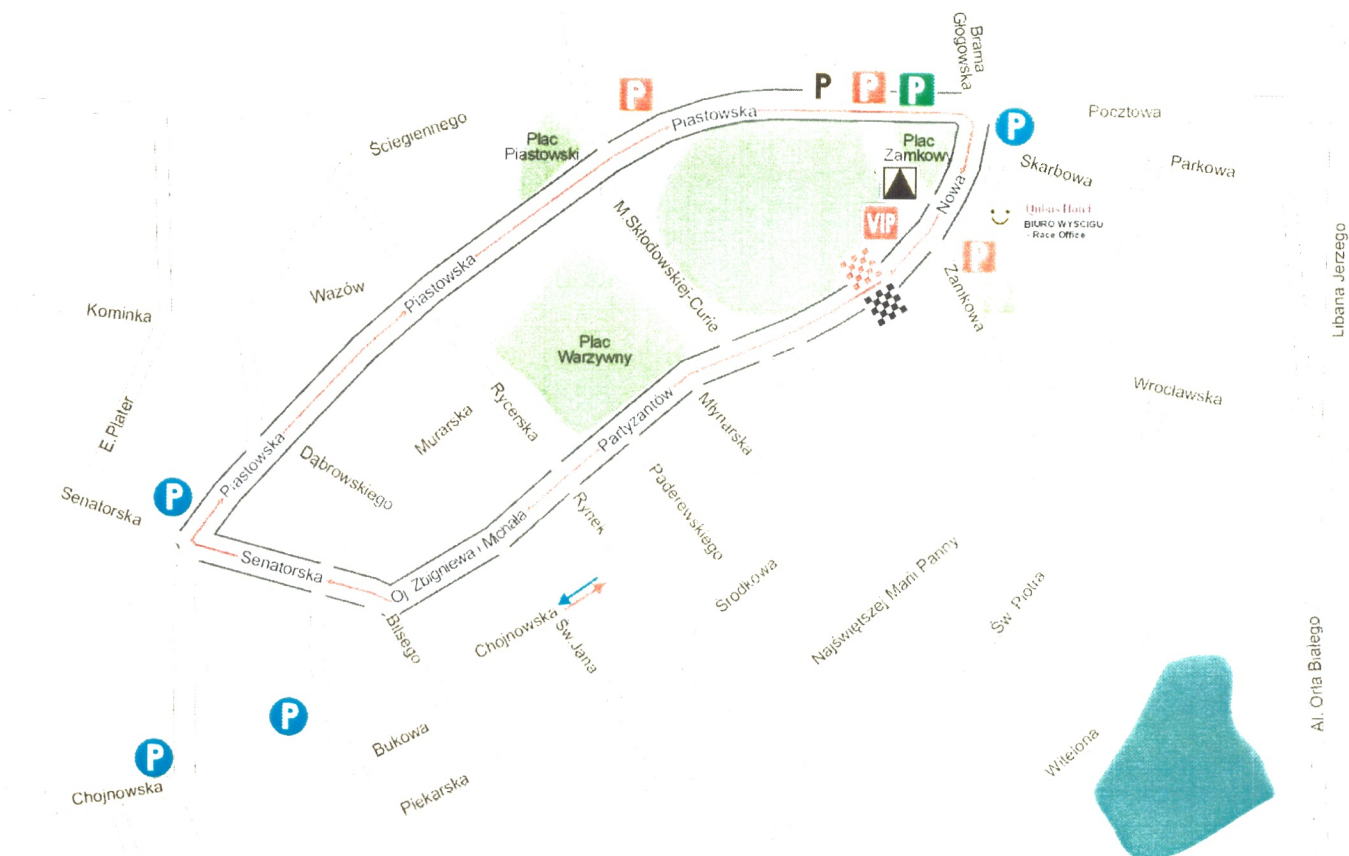 Brama
Głogowska
P
P
P
P
P
Pocztowa
Piastowska
Ściegiennego
Plac
Piastowski
Plac
Zamkowy
Skarbowa
Parkowa
Nowa
VIP
BIURO WYŚCIGU
- Race Office
M.Skłodowskiej-Curie
Libana Jerzego
P
Zamkowa
Piastowska
Wazów
Kominka
Plac
Warzywny
Wrocławska
E.Plater
Murarska
Rycerska
Partyzantów
Młynarska
Piastowska
Dąbrowskiego
P
Senatorska
Rynek
Paderewskiego
Senatorska
Zbigniewa i Michała
Środkowa
Najświętszej Marii Panny
Św. Piotra
Bilsego
Chojnowska
Św.Jana
Al. Orła Białego
P
Bukowa
P
Chojnowska
Piekarska
Witelona